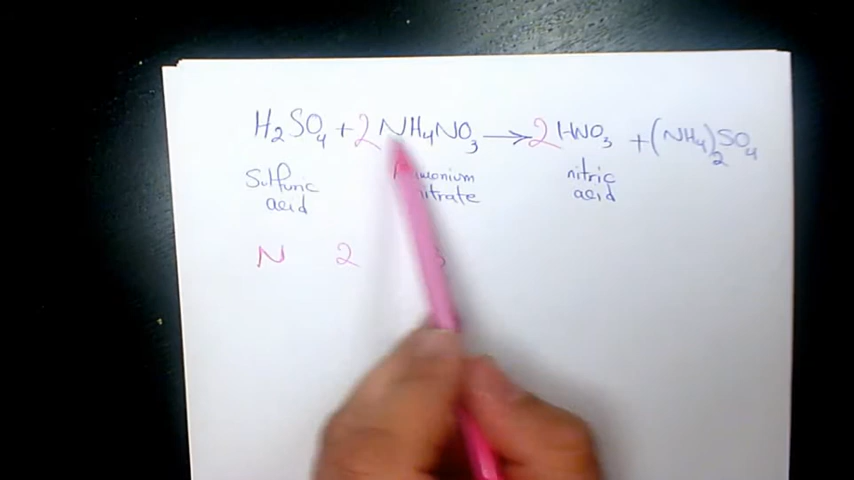 H₂SO₄ + 2 NH₄NO₃ → 2 HNO₃ + (NH₄)₂SO₄
Sulfuric nitric
acid acid
N 2